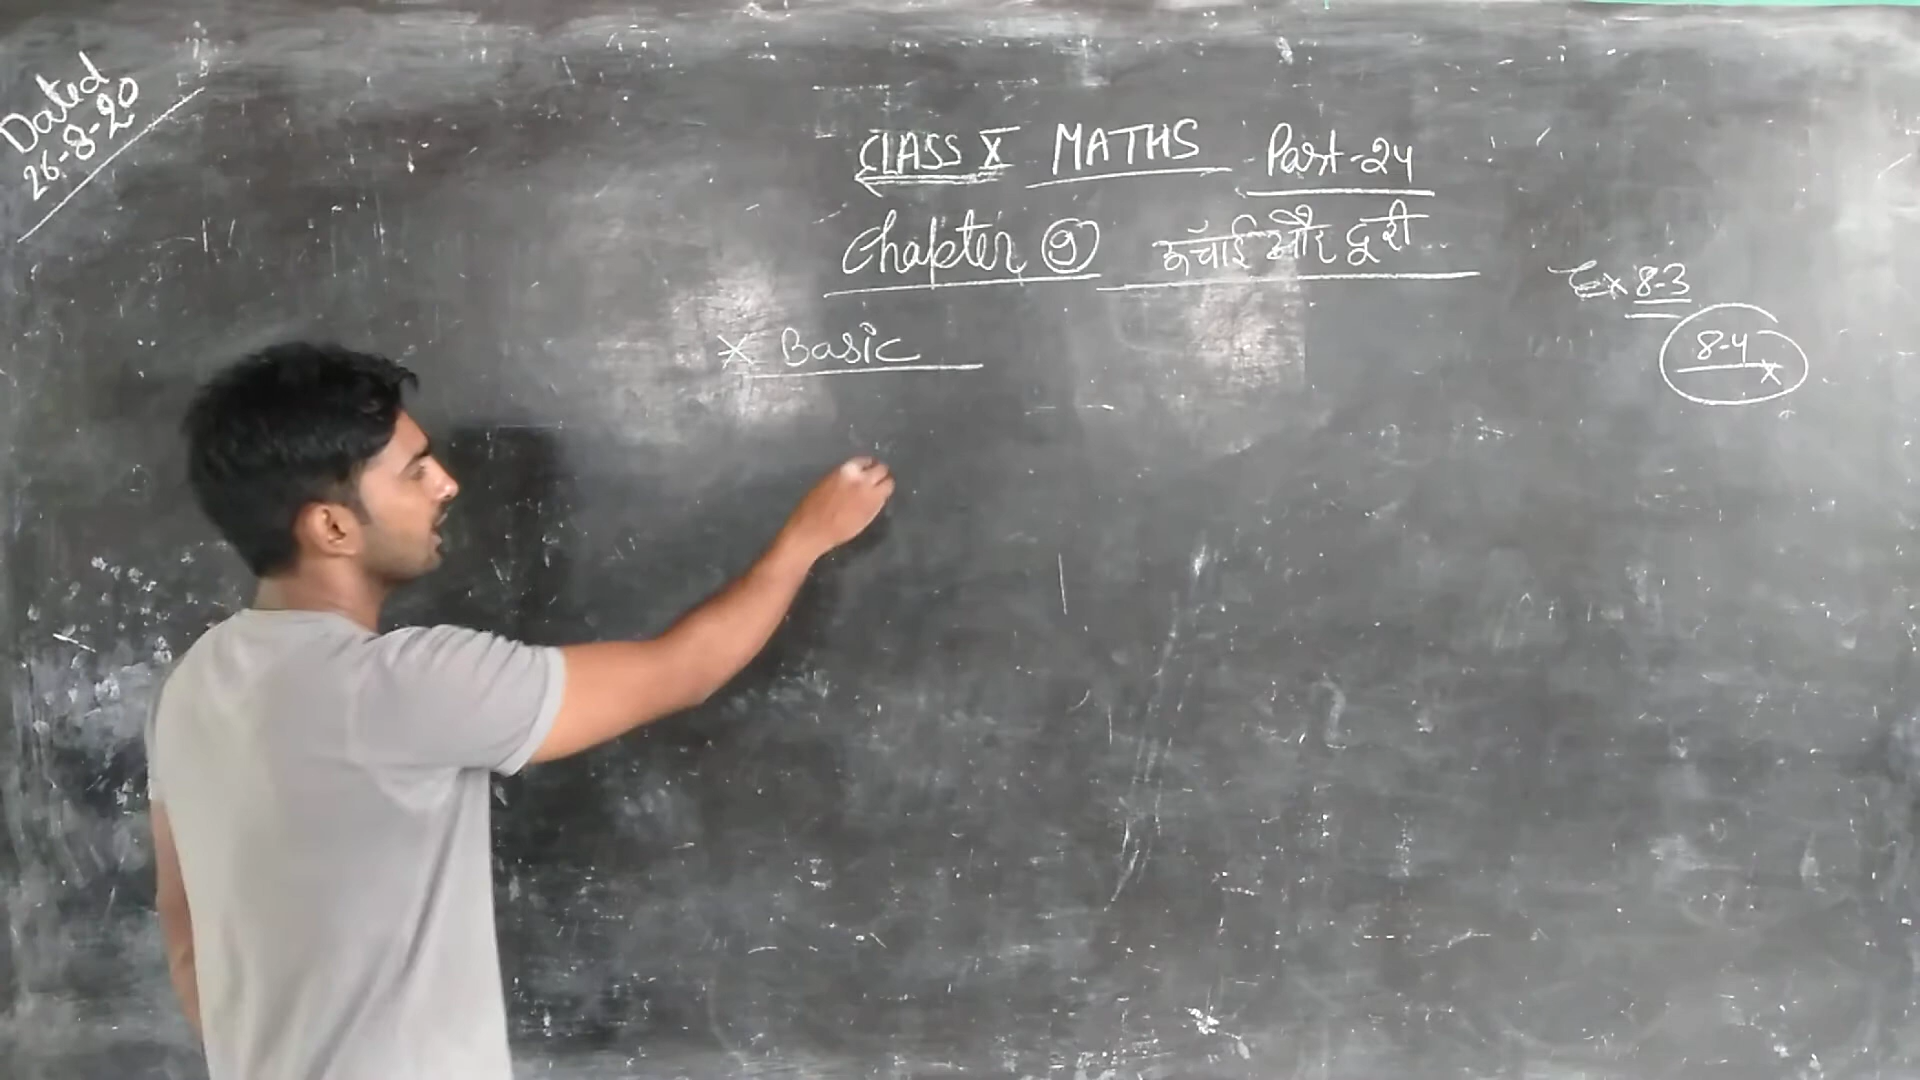 Dated
26-8-20
CLASS X MATHS Part-24
Chapter 9 ऊँचाई और दूरी
Ex 8-3
8-4 x
* Basic